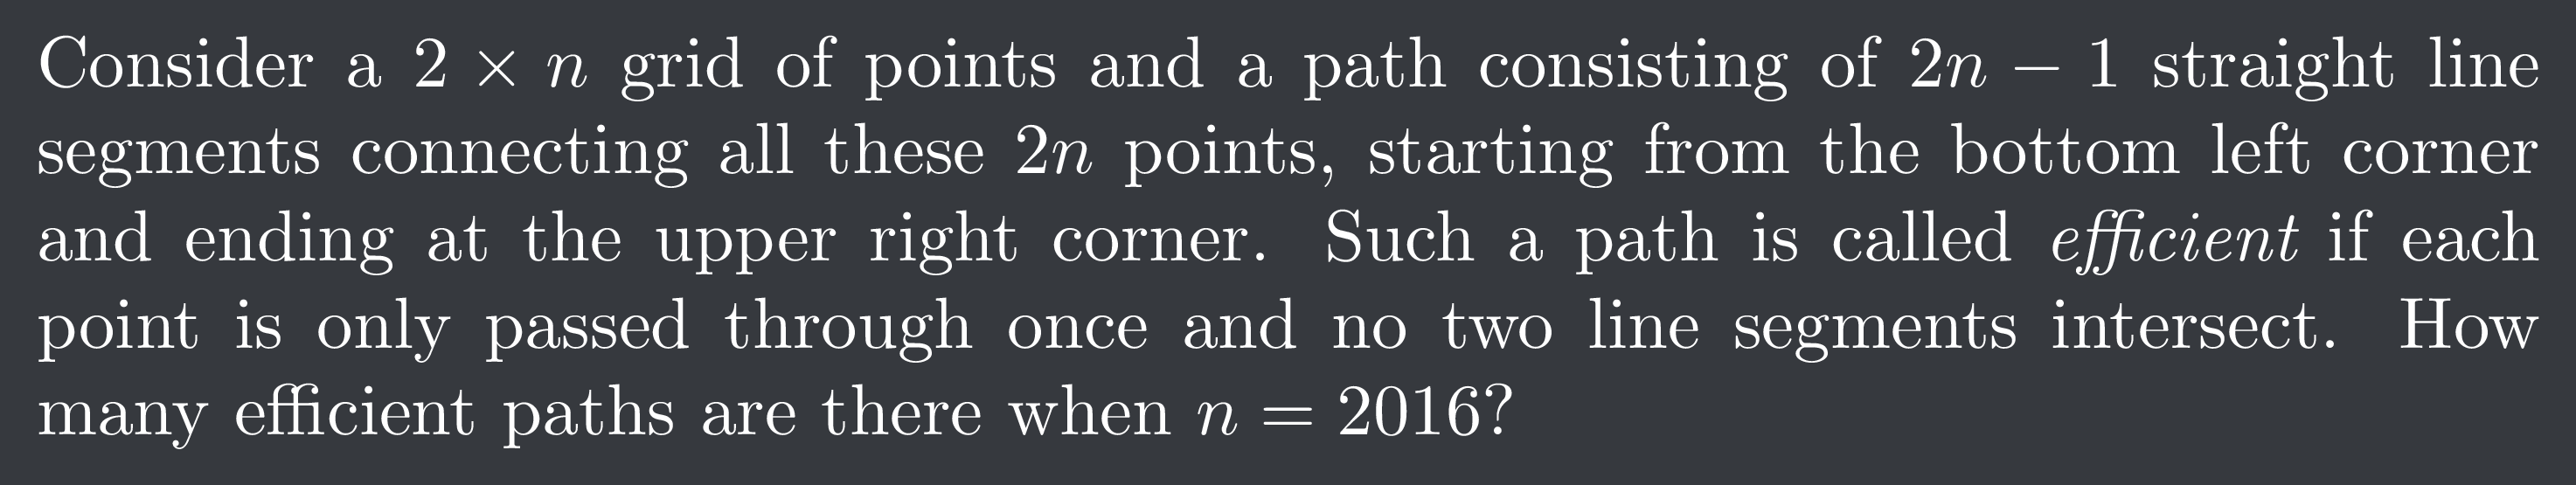 Consider a 2 × n grid of points and a path consisting of 2n − 1 straight line
segments connecting all these 2n points, starting from the bottom left corner
and ending at the upper right corner. Such a path is called efficient if each
point is only passed through once and no two line segments intersect. How
many efficient paths are there when n = 2016?